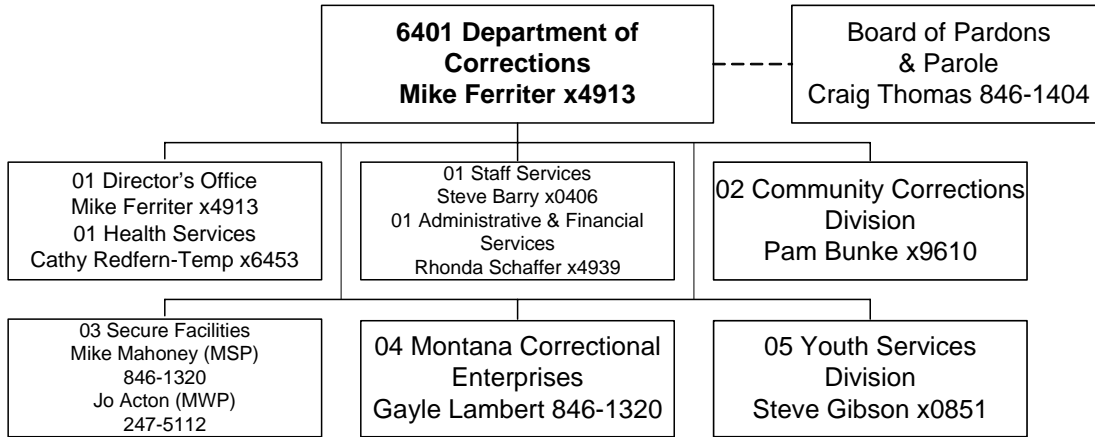 6401 Department of
Corrections
Mike Ferriter x4913
Board of Pardons
& Parole
Craig Thomas 846-1404
01 Director's Office
Mike Ferriter x4913
01 Health Services
Cathy Redfern-Temp x6453
01 Staff Services
Steve Barry x0406
01 Administrative & Financial
Services
Rhonda Schaffer x4939
02 Community Corrections
Division
Pam Bunke x9610
03 Secure Facilities
Mike Mahoney (MSP)
846-1320
Jo Acton (MWP)
247-5112
04 Montana Correctional
Enterprises
Gayle Lambert 846-1320
05 Youth Services
Division
Steve Gibson x0851